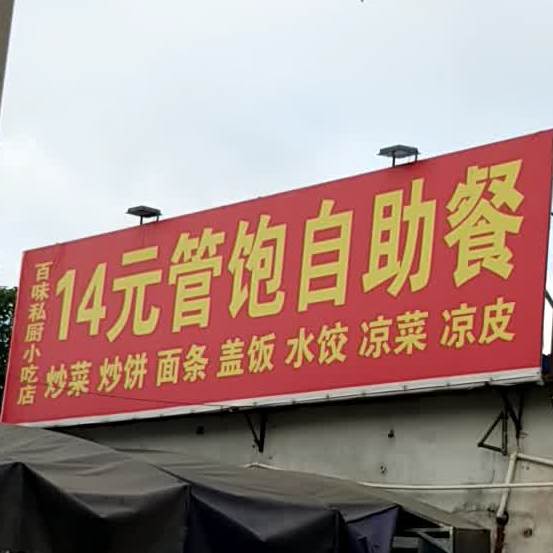 百味私厨小吃店
14元管饱自助餐
炒菜 炒饼 面条 盖饭 水饺 凉菜 凉皮